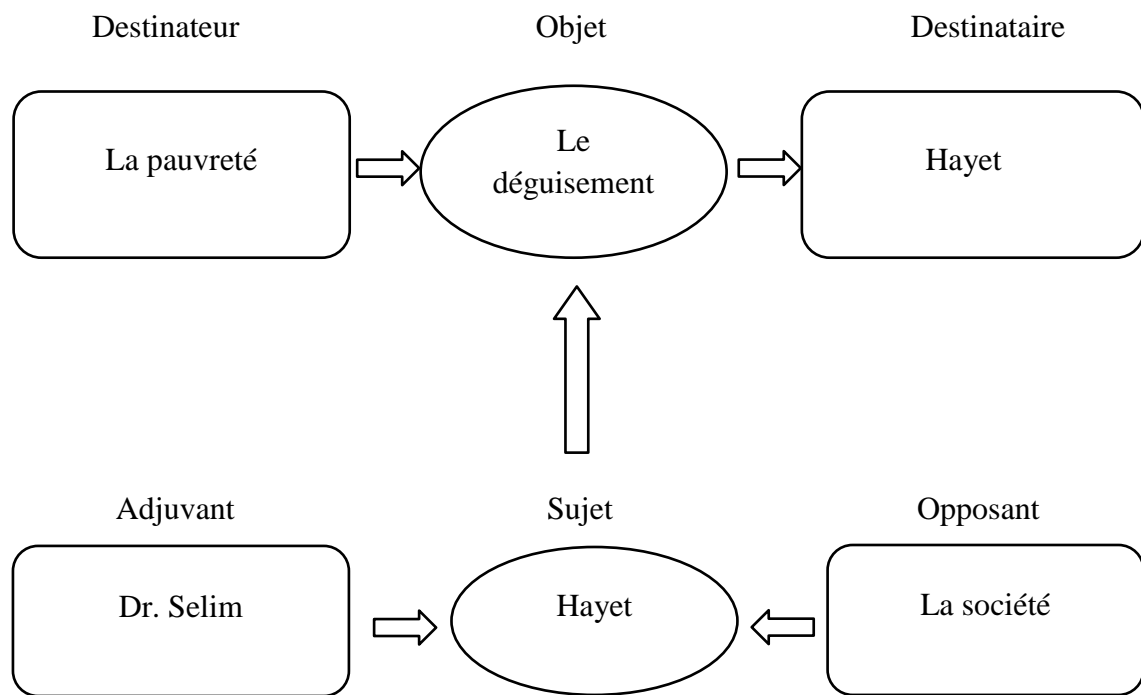 Destinateur
Objet
Destinataire
La pauvreté
Le
déguisement
Hayet
Adjuvant
Sujet
Opposant
Dr. Selim
Hayet
La société